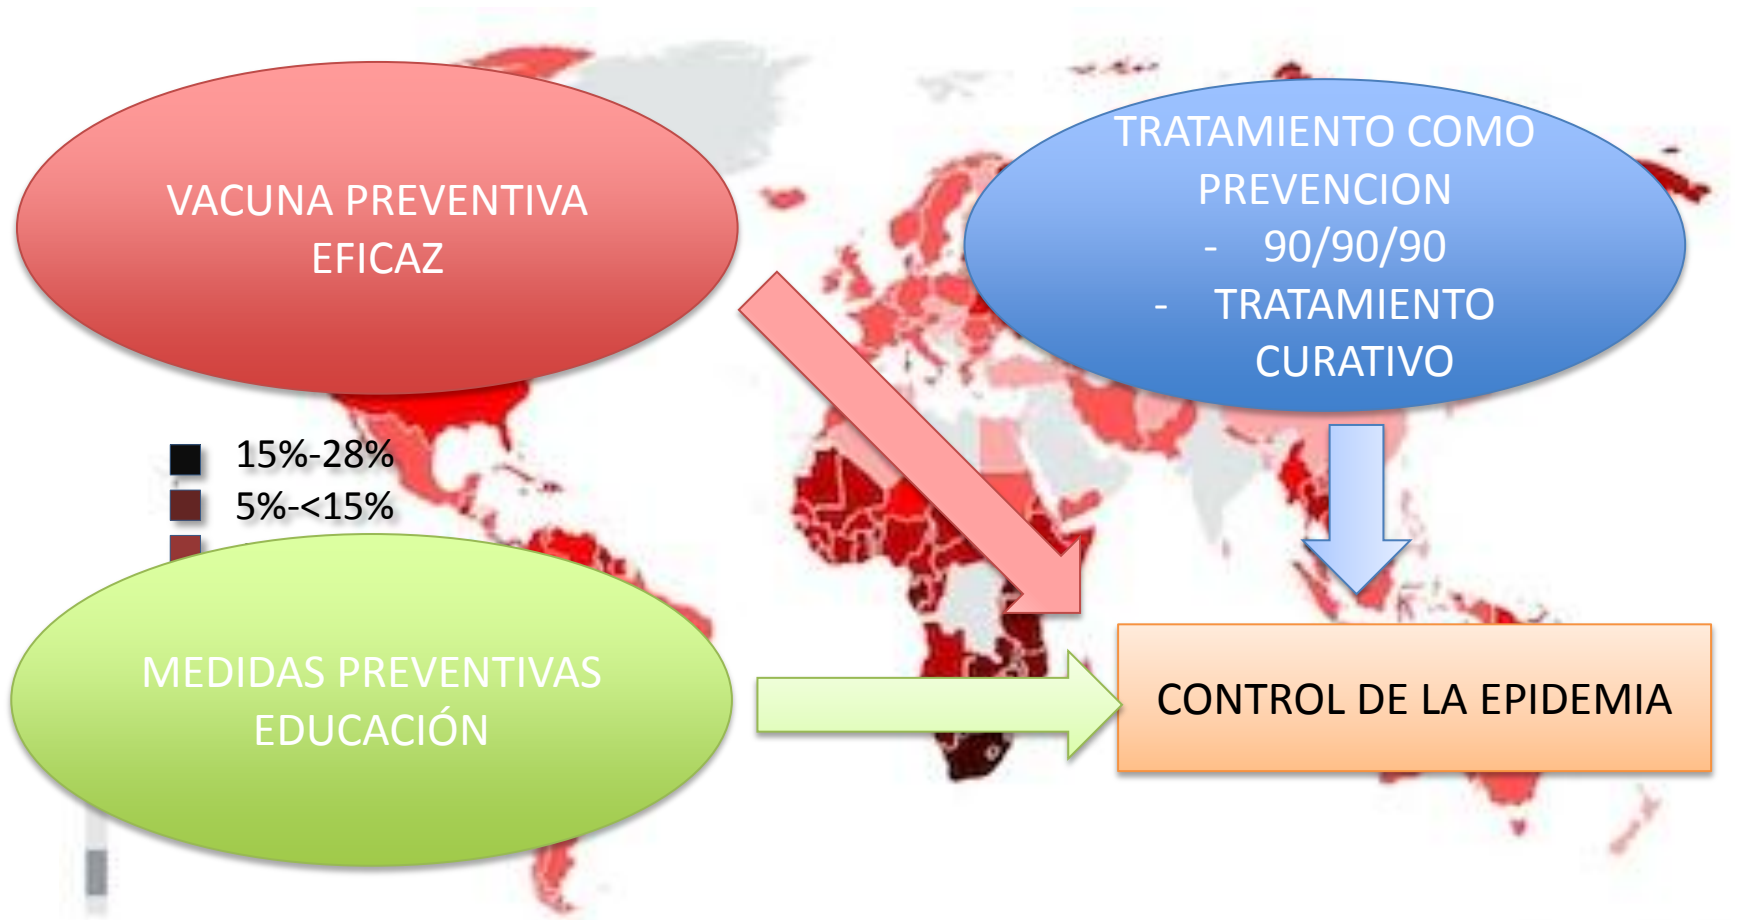 VACUNA PREVENTIVA
EFICAZ
TRATAMIENTO COMO
PREVENCION
- 90/90/90
- TRATAMIENTO
CURATIVO
15%-28%
5%-<15%
MEDIDAS PREVENTIVAS
EDUCACIÓN
CONTROL DE LA EPIDEMIA